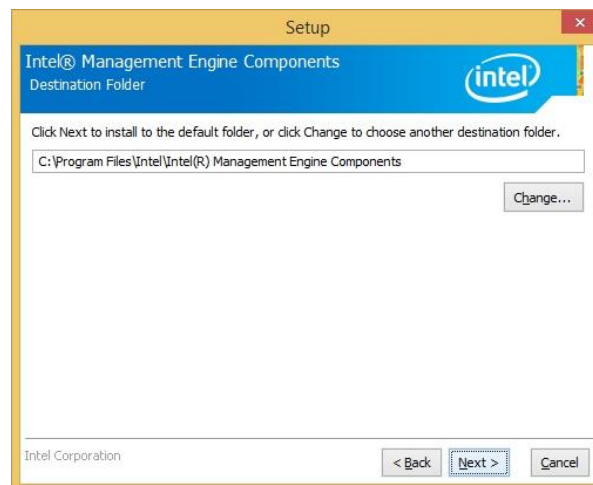 Setup
Intel® Management Engine Components
Destination Folder
intel
Click Next to install to the default folder, or click Change to choose another destination folder.
C:\Program Files\Intel\Intel(R) Management Engine Components
Change...
Intel Corporation
< Back
Next >
Cancel